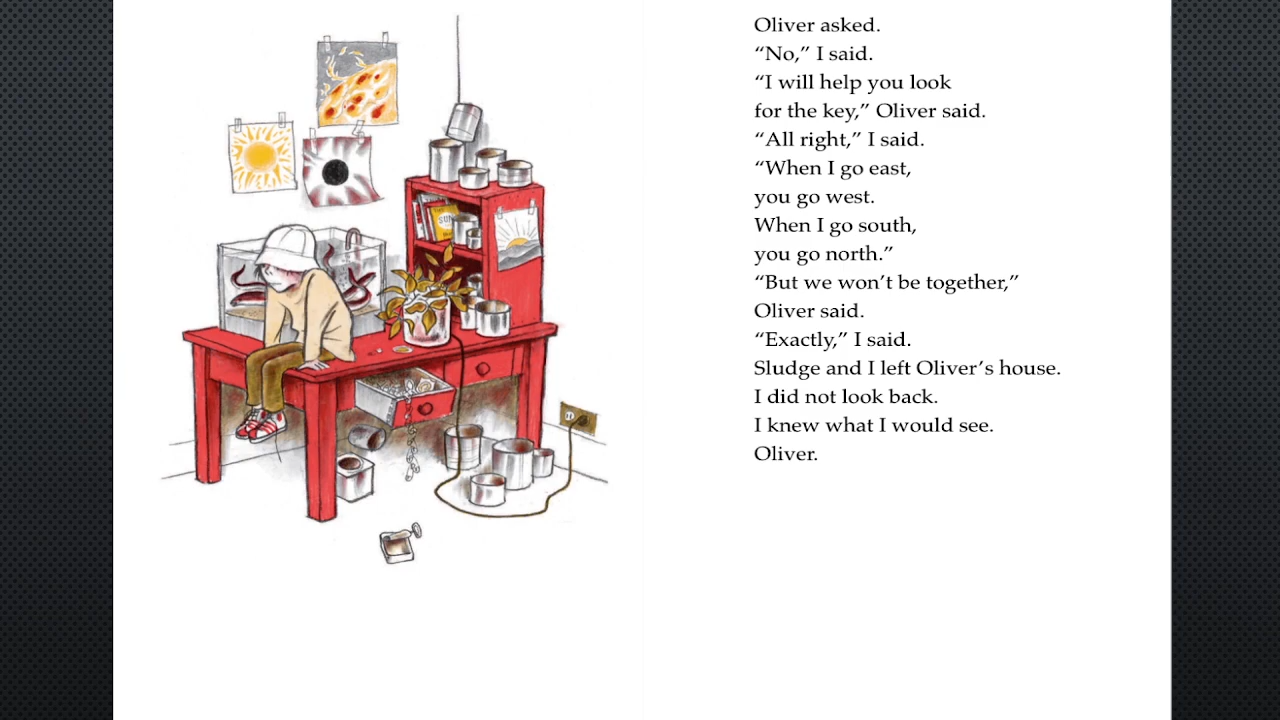 SUN
Oliver asked.
“No,” I said.
“I will help you look
for the key,” Oliver said.
“All right,” I said.
“When I go east,
you go west.
When I go south,
you go north.”
“But we won’t be together,”
Oliver said.
“Exactly,” I said.
Sludge and I left Oliver’s house.
I did not look back.
I knew what I would see.
Oliver.